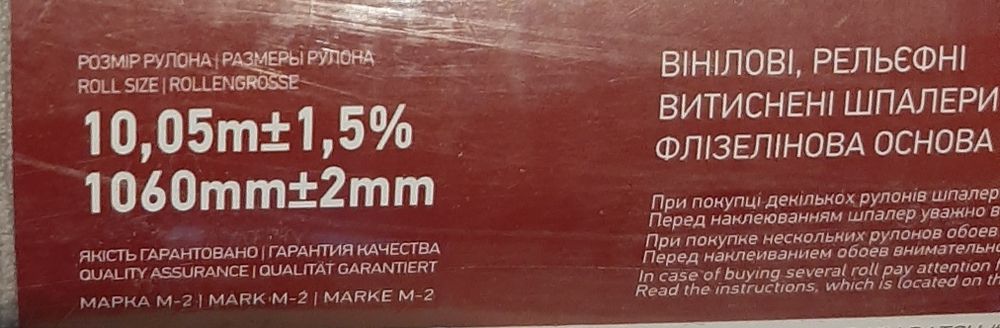 РОЗМІР РУЛОНА | РАЗМЕРЫ РУЛОНА
ROLL SIZE | ROLLENGRÖSSE
10,05m±1,5%
1060mm±2mm
ЯКІСТЬ ГАРАНТОВАНО | ГАРАНТИЯ КАЧЕСТВА
QUALITY ASSURANCE | QUALITÄT GARANTIERT
МАРКА М-2 | MARK M-2 | MARKE M-2
ВІНІЛОВІ, РЕЛЬЄФНІ
ВИТИСНЕНІ ШПАЛЕРИ
ФЛІЗЕЛІНОВА ОСНОВА
При покупці декількох рулонів шпалер
Перед наклеюванням шпалер уважно
При покупке нескольких рулонов обоев
Перед наклеиванием обоев
In case of buying several roll pay attention
Read the instructions, which is located on